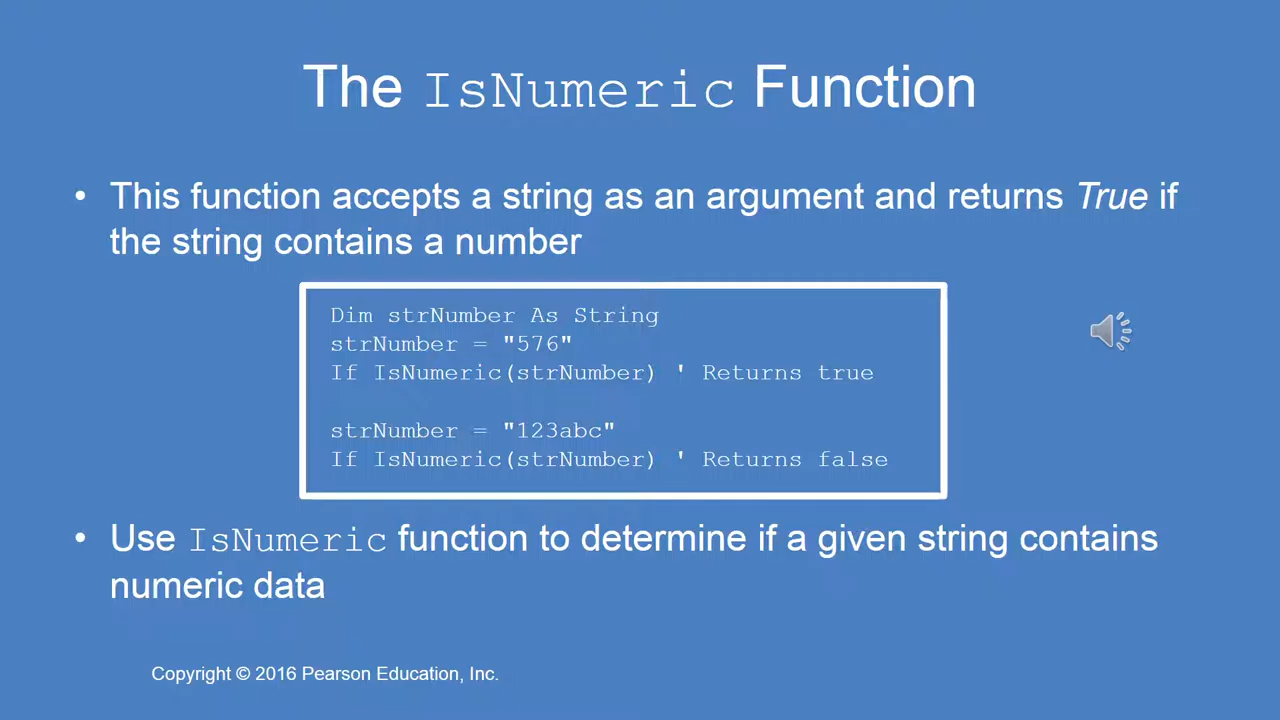 The IsNumeric Function
• This function accepts a string as an argument and returns True if
the string contains a number
Dim strNumber As String
strNumber = "576"
If IsNumeric(strNumber) ' Returns true
strNumber = "123abc"
If IsNumeric(strNumber) ' Returns false
• Use IsNumeric function to determine if a given string contains
numeric data
Copyright © 2016 Pearson Education, Inc.